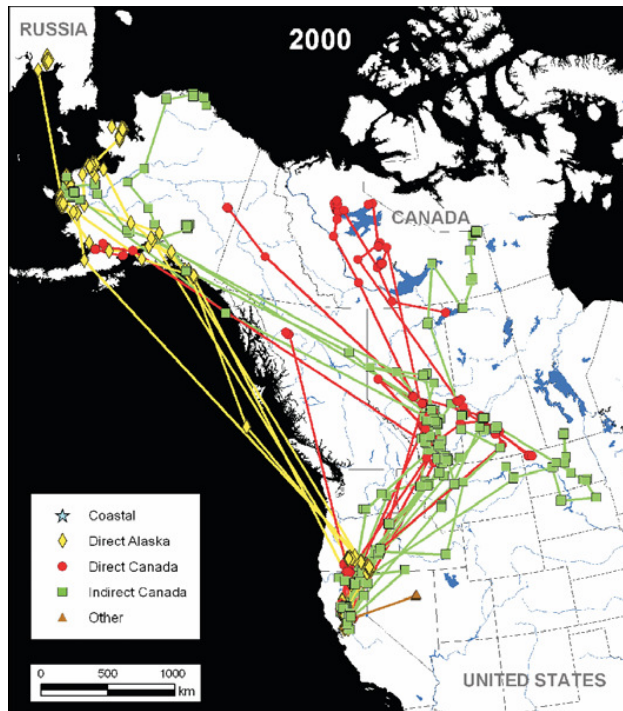 RUSSIA
2000
CANADA
Coastal
Direct Alaska
Direct Canada
Indirect Canada
Other
0 500 1000
km
UNITED STATES